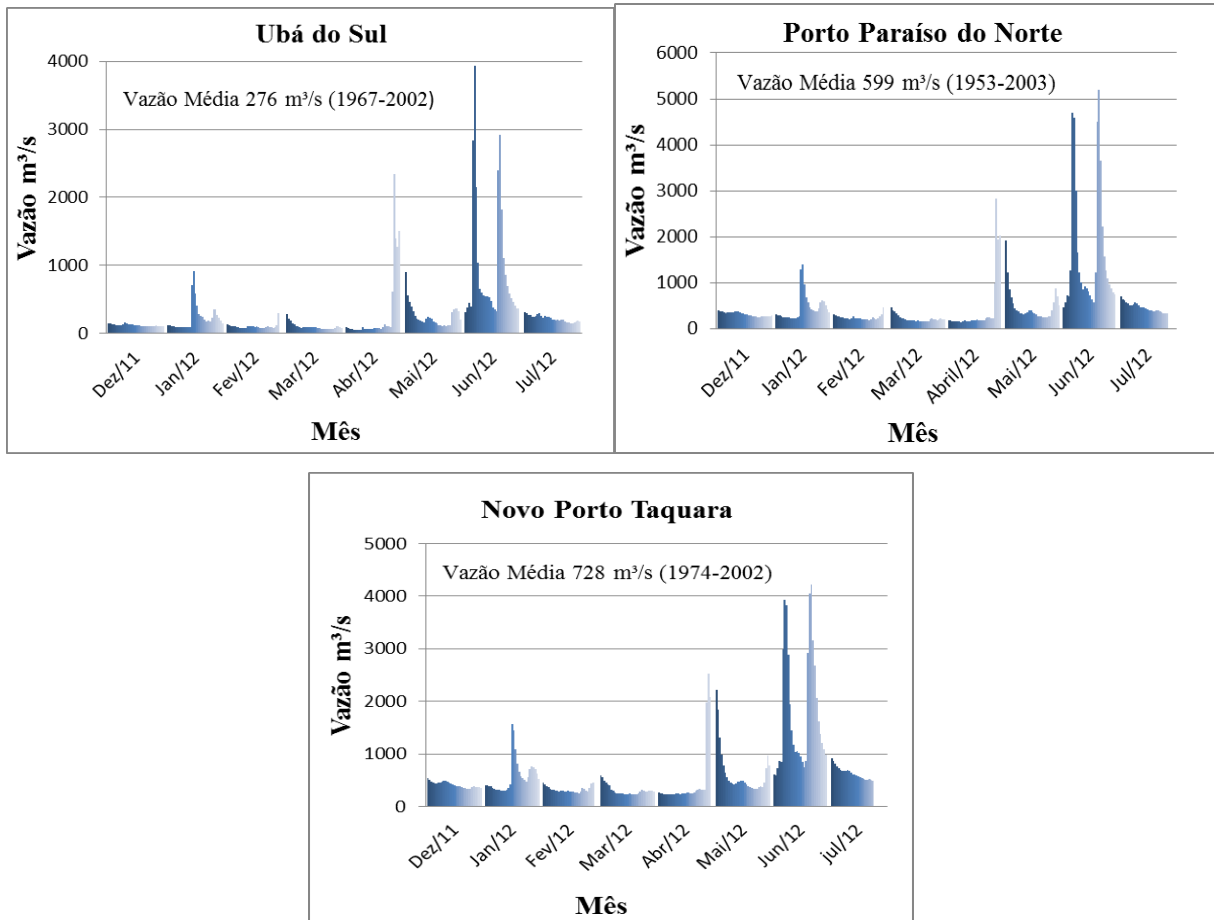 Ubá do Sul
Vazão Média 276 m³/s (1967-2002)
Vazão m³/s
4000
3000
2000
1000
0
Dez/11
Jan/12
Fev/12
Mar/12
Abr/12
Mai/12
Jun/12
Jul/12
Mês
Porto Paraíso do Norte
Vazão Média 599 m³/s (1953-2003)
Vazão m³/s
6000
5000
4000
3000
2000
1000
0
Dez/11
Jan/12
Fev/12
Mar/12
Abril/12
Mai/12
Jun/12
Jul/12
Mês
Novo Porto Taquara
Vazão Média 728 m³/s (1974-2002)
Vazão m³/s
5000
4000
3000
2000
1000
0
Dez/11
Jan/12
Fev/12
Mar/12
Abr/12
Mai/12
Jun/12
jul/12
Mês